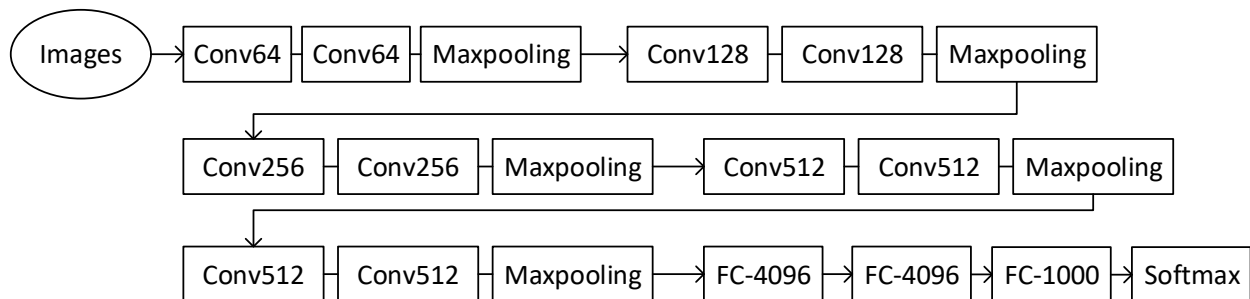 Images Conv64 Conv64 Maxpooling Conv128 Conv128 Maxpooling
Conv256 Conv256 Maxpooling Conv512 Conv512 Maxpooling
Conv512 Conv512 Maxpooling FC-4096 FC-4096 FC-1000 Softmax